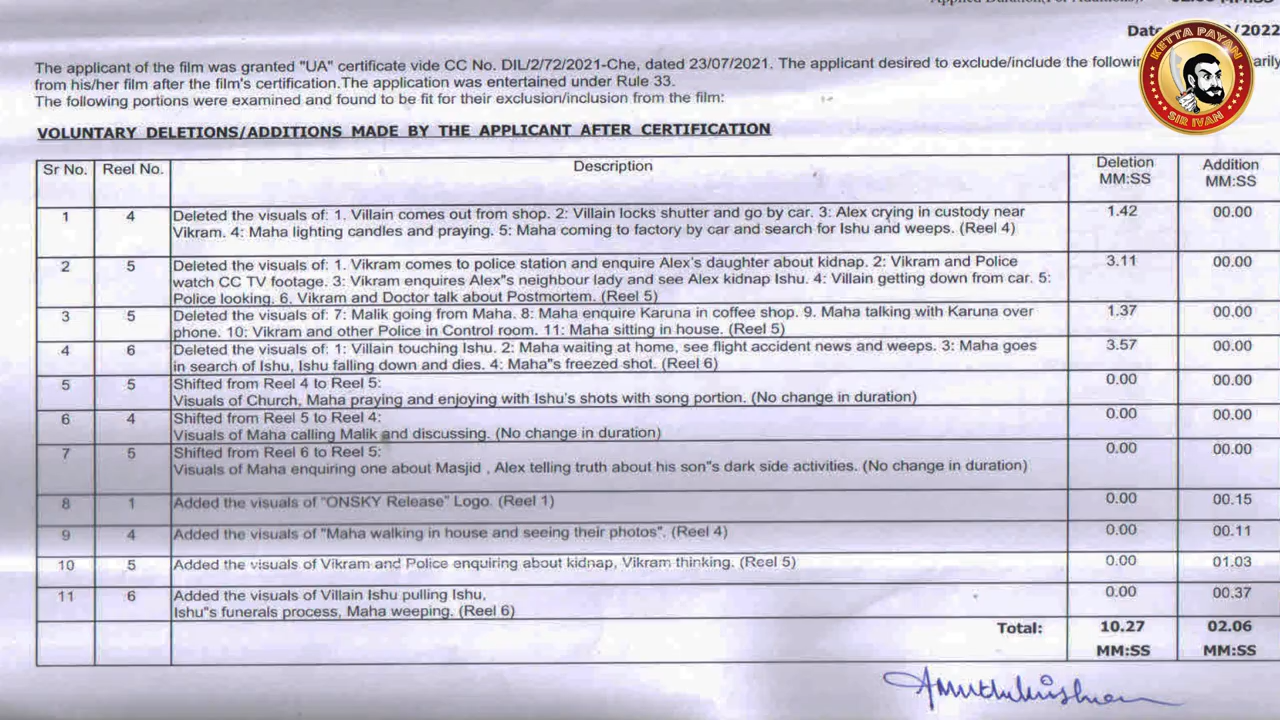 Date /2022
The applicant of the film was granted "UA" certificate vide CC No. DIL/2/72/2021-Che, dated 23/07/2021. The applicant desired to exclude/include the
from his/her film after the film's certification.The application was entertained under Rule 33.
The following portions were examined and found to be fit for their exclusion/inclusion from the film:
KETTA PAYAN
SIR IVAN
VOLUNTARY DELETIONS/ADDITIONS MADE BY THE APPLICANT AFTER CERTIFICATION
Sr No. Reel No. Description Deletion MM:SS Addition MM:SS
1 4 Deleted the visuals of: 1. Villain comes out from shop. 2: Villain locks shutter and go by car. 3: Alex crying in custody near 1.42 00.00
Vikram. 4: Maha lighting candles and praying. 5: Maha coming to factory by car and search for Ishu and weeps. (Reel 4)
2 5 Deleted the visuals of: 1. Vikram comes to police station and enquire Alex's daughter about kidnap. 2: Vikram and Police 3.11 00.00
watch CC TV footage. 3: Vikram enquires Alex"s neighbour lady and see Alex kidnap Ishu. 4: Villain getting down from car. 5:
Police looking. 6. Vikram and Doctor talk about Postmortem. (Reel 5)
3 5 Deleted the visuals of: 7: Malik going from Maha. 8: Maha enquire Karuna in coffee shop. 9. Maha talking with Karuna over 1.37 00.00
phone. 10: Vikram and other Police in Control room. 11: Maha sitting in house. (Reel 5)
4 6 Deleted the visuals of: 1: Villain touching Ishu. 2: Maha waiting at home, see flight accident news and weeps. 3: Maha goes 3.57 00.00
in search of Ishu, Ishu falling down and dies. 4: Maha"s freezed shot. (Reel 6)
5 5 Shifted from Reel 4 to Reel 5: 0.00 00.00
Visuals of Church, Maha praying and enjoying with Ishu's shots with song portion. (No change in duration)
6 4 Shifted from Reel 5 to Reel 4: 0.00 00.00
Visuals of Maha calling Malik and discussing. (No change in duration)
7 5 Shifted from Reel 6 to Reel 5: 0.00 00.00
Visuals of Maha enquiring one about Masjid , Alex telling truth about his son"s dark side activities. (No change in duration)
8 1 Added the visuals of "ONSKY Release" Logo. (Reel 1) 0.00 00.15
9 4 Added the visuals of "Maha walking in house and seeing their photos". (Reel 4) 0.00 00.11
10 5 Added the visuals of Vikram and Police enquiring about kidnap, Vikram thinking. (Reel 5) 0.00 01.03
11 6 Added the visuals of Villain Ishu pulling Ishu, 0.00 00.37
Ishu"s funerals process, Maha weeping. (Reel 6)
Total: 10.27 02.06
MM:SS MM:SS